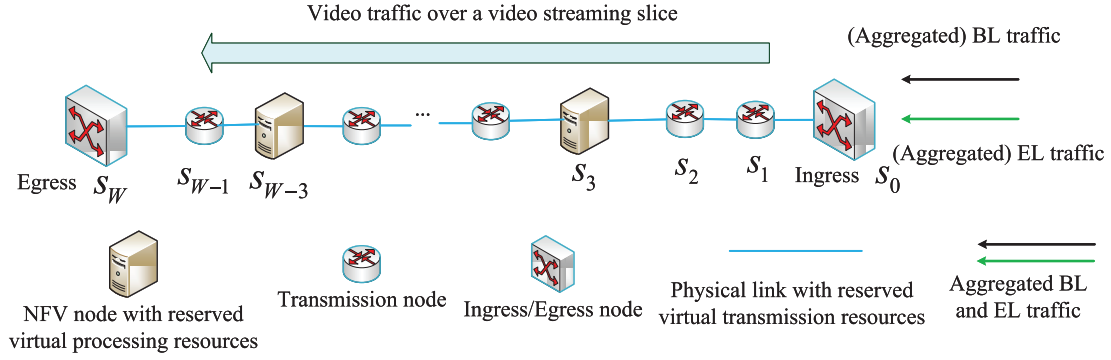 Video traffic over a video streaming slice
(Aggregated) BL traffic
...
(Aggregated) EL traffic
Egress S_W
S_{W-1}
S_{W-3}
S_3
S_2
S_1
Ingress S_0
NFV node with reserved
virtual processing resources
Transmission node
Ingress/Egress node
Physical link with reserved
virtual transmission resources
Aggregated BL
and EL traffic